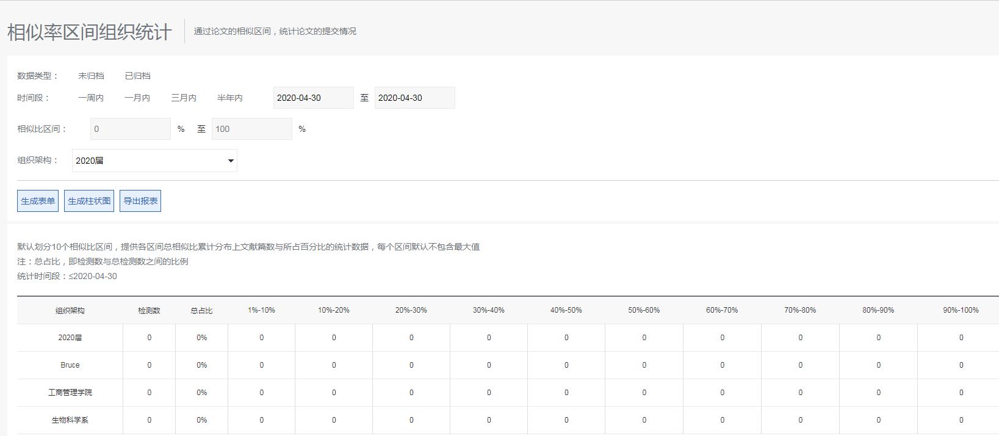 相似率区间组织统计 通过论文的相似区间，统计论文的提交情况
数据类型： 未归档 已归档
时间段： 一周内 一月内 三月内 半年内 2020-04-30 至 2020-04-30
相似比区间： 0 % 至 100 %
组织架构： 2020届
生成表单 生成柱状图 导出报表
默认划分10个相似比区间，提供各区间总相似比累计分布上文献篇数与所占百分比的统计数据，每个区间默认不包含最大值
注：总占比，即检测数与总检测数之间的比例
统计时间段：≤2020-04-30
组织架构 检测数 总占比 1%-10% 10%-20% 20%-30% 30%-40% 40%-50% 50%-60% 60%-70% 70%-80% 80%-90% 90%-100%
2020届 0 0% 0 0 0 0 0 0 0 0 0 0
Bruce 0 0% 0 0 0 0 0 0 0 0 0 0
工商管理学院 0 0% 0 0 0 0 0 0 0 0 0 0
生物科学系 0 0% 0 0 0 0 0 0 0 0 0 0